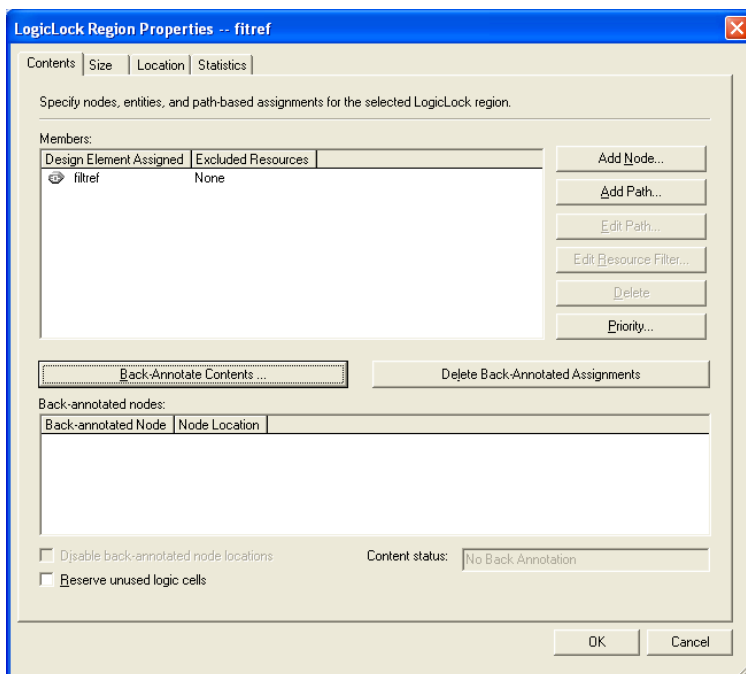 LogicLock Region Properties -- fitref
Contents Size Location Statistics
Specify nodes, entities, and path-based assignments for the selected LogicLock region.
Members:
Design Element Assigned Excluded Resources
filtref None
Add Node...
Add Path...
Edit Path...
Edit Resource Filter...
Delete
Priority...
Back-Annotate Contents ... Delete Back-Annotated Assignments
Back-annotated nodes:
Back-annotated Node Node Location
Disable back-annotated node locations Content status: No Back Annotation
Reserve unused logic cells
OK Cancel